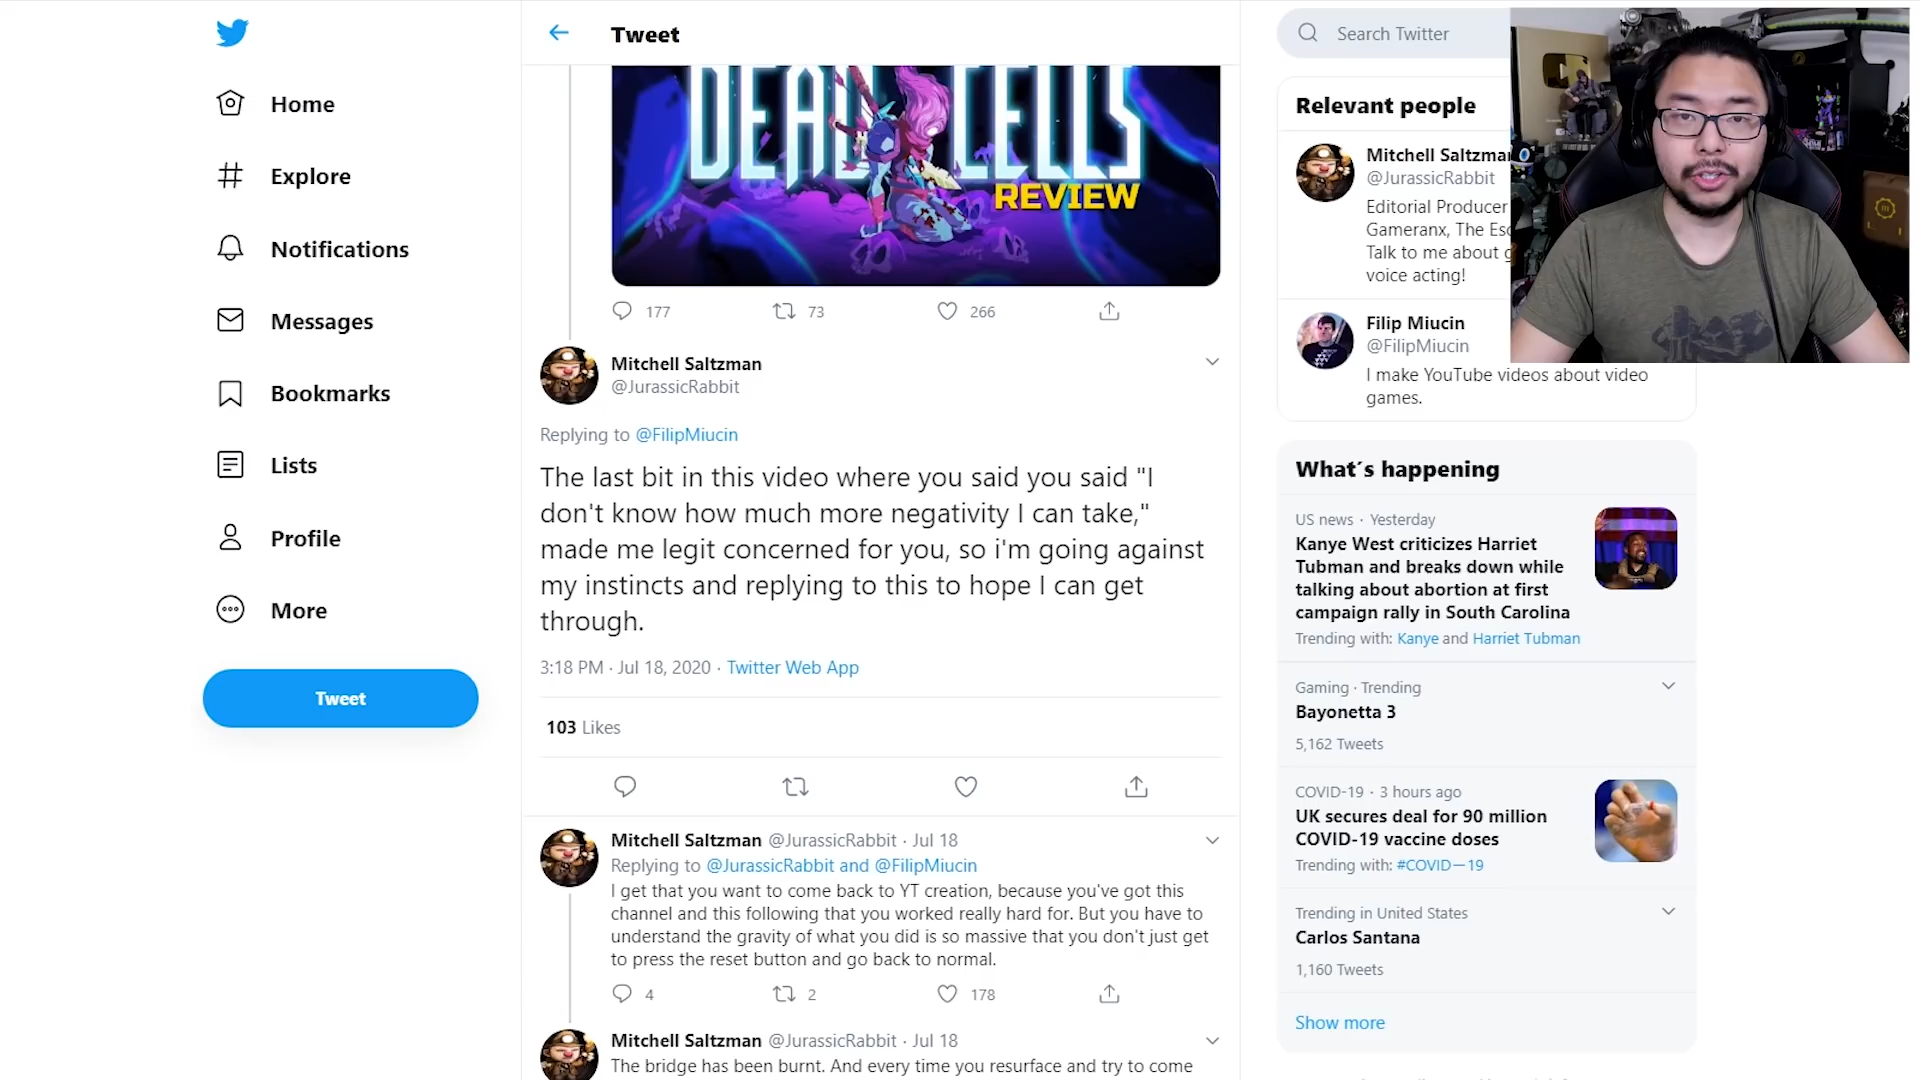 Home
Explore
Notifications
Messages
Bookmarks
Lists
Profile
More
Tweet
Tweet
DEAD CELLS
REVIEW
177
73
266
Mitchell Saltzman
@JurassicRabbit
Replying to @FilipMiucin
The last bit in this video where you said you said "I
don't know how much more negativity I can take,"
made me legit concerned for you, so i'm going against
my instincts and replying to this to hope I can get
through.
3:18 PM · Jul 18, 2020 · Twitter Web App
103 Likes
Mitchell Saltzman @JurassicRabbit · Jul 18
Replying to @JurassicRabbit and @FilipMiucin
I get that you want to come back to YT creation, because you've got this
channel and this following that you worked really hard for. But you have to
understand the gravity of what you did is so massive that you don't just get
to press the reset button and go back to normal.
4
2
178
Mitchell Saltzman @JurassicRabbit · Jul 18
The bridge has been burnt. And every time you resurface and try to come
Search Twitter
Relevant people
Mitchell Saltzman
@JurassicRabbit
Editorial Producer
Gameranx, The
Talk to me about
voice acting!
Filip Miucin
@FilipMiucin
I make YouTube videos about video
games.
What´s happening
US news · Yesterday
Kanye West criticizes Harriet
Tubman and breaks down while
talking about abortion at first
campaign rally in South Carolina
Trending with: Kanye and Harriet Tubman
Gaming · Trending
Bayonetta 3
5,162 Tweets
COVID-19 · 3 hours ago
UK secures deal for 90 million
COVID-19 vaccine doses
Trending with: #COVID—19
Trending in United States
Carlos Santana
1,160 Tweets
Show more